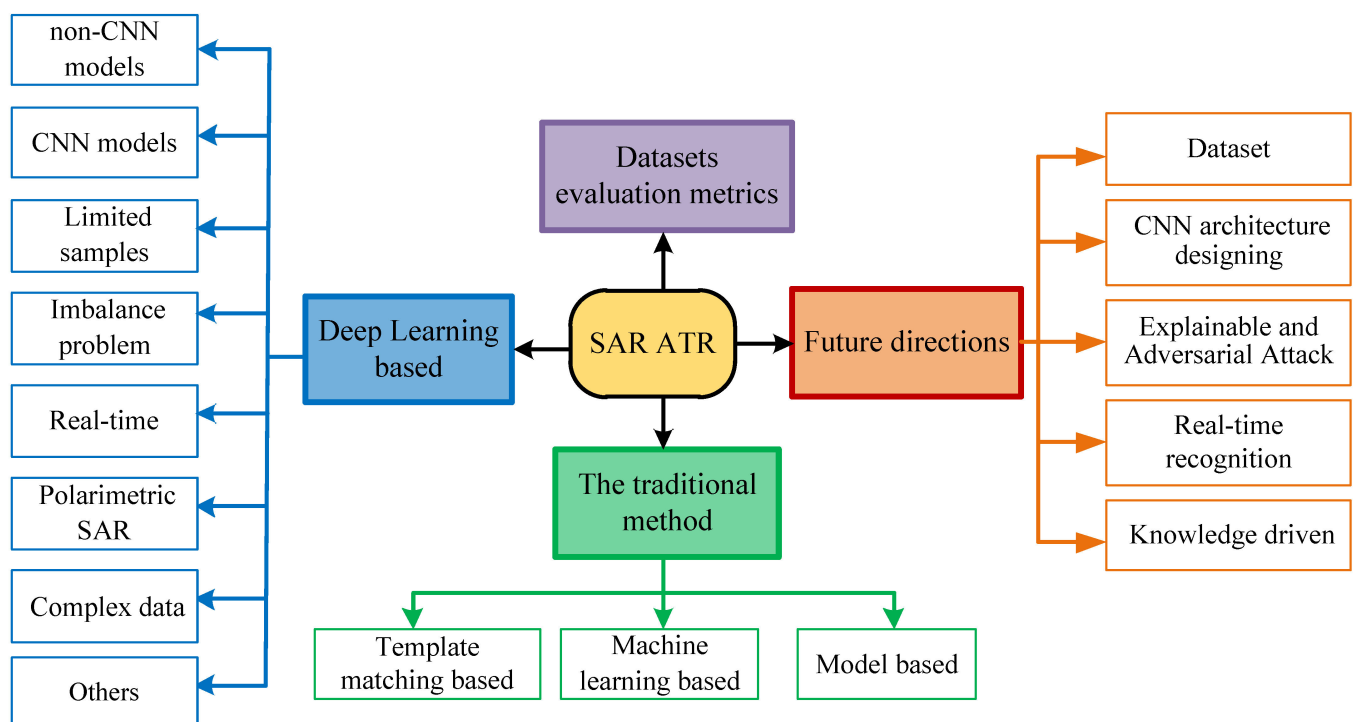 non-CNN
models
CNN models
Limited
samples
Imbalance
problem
Real-time
Polarimetric
SAR
Complex data
Others
Deep Learning
based
Datasets
evaluation metrics
SAR ATR
The traditional
method
Template
matching based
Machine
learning based
Model based
Future directions
Dataset
CNN architecture
designing
Explainable and
Adversarial Attack
Real-time
recognition
Knowledge driven